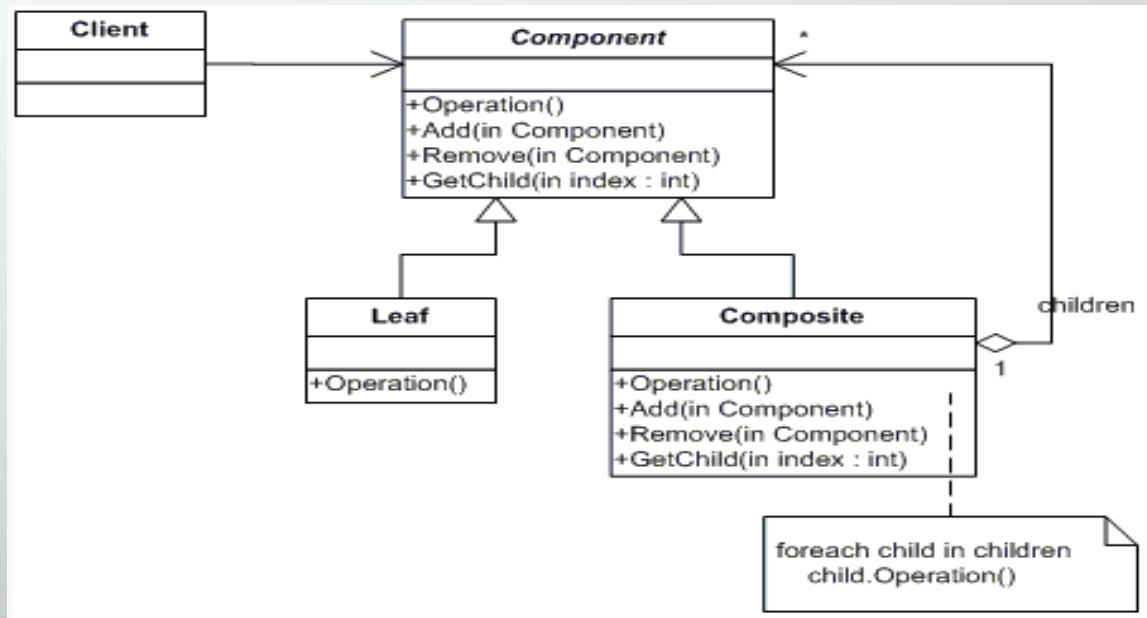 Client
Component
*
+Operation()
+Add(in Component)
+Remove(in Component)
+GetChild(in index : int)
children
Leaf
+Operation()
Composite
1
+Operation()
+Add(in Component)
+Remove(in Component)
+GetChild(in index : int)
foreach child in children
child.Operation()